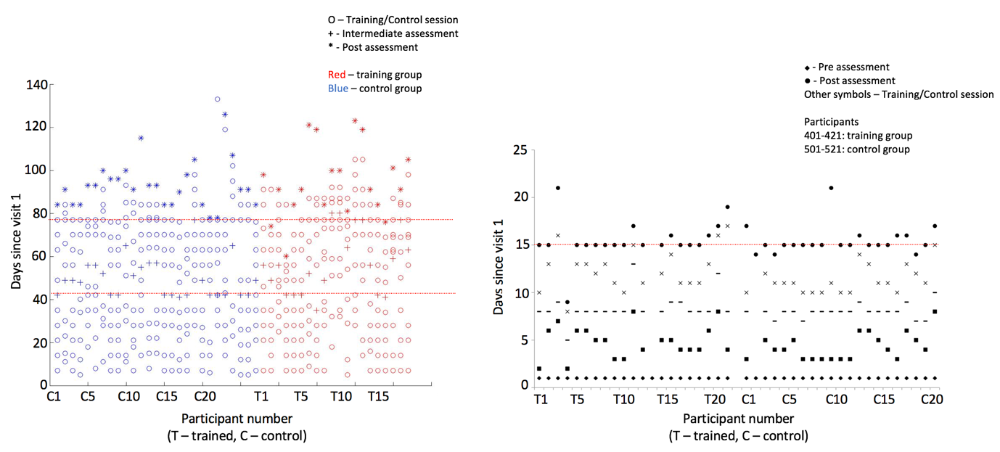 O – Training/Control session
+ - Intermediate assessment
* - Post assessment
Red – training group
Blue – control group
140
120
100
80
60
40
20
0
Days since visit 1
C1 C5 C10 C15 C20 T1 T5 T10 T15
Participant number
(T – trained, C – control)
◆ - Pre assessment
● - Post assessment
Other symbols – Training/Control session
Participants
401-421: training group
501-521: control group
25
20
15
10
5
0
Days since visit 1
T1 T5 T10 T15 T20 C1 C5 C10 C15 C20
Participant number
(T – trained, C – control)